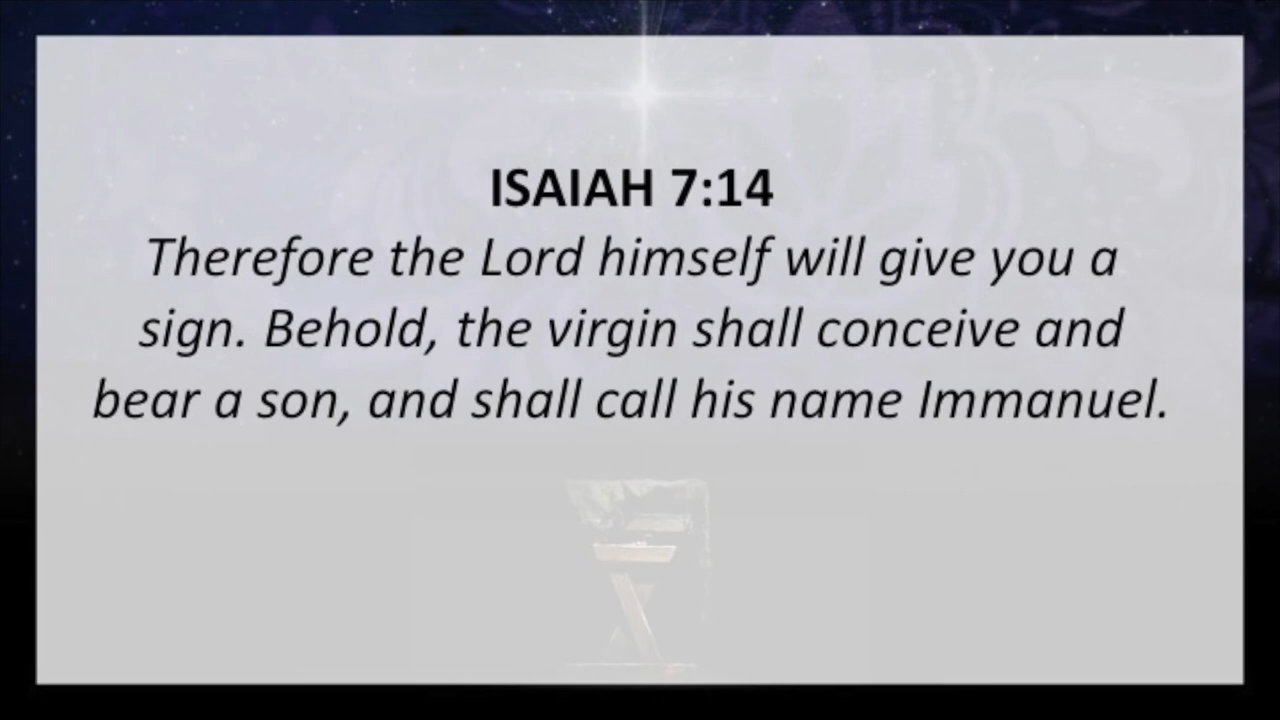 ISAIAH 7:14
Therefore the Lord himself will give you a
sign. Behold, the virgin shall conceive and
bear a son, and shall call his name Immanuel.